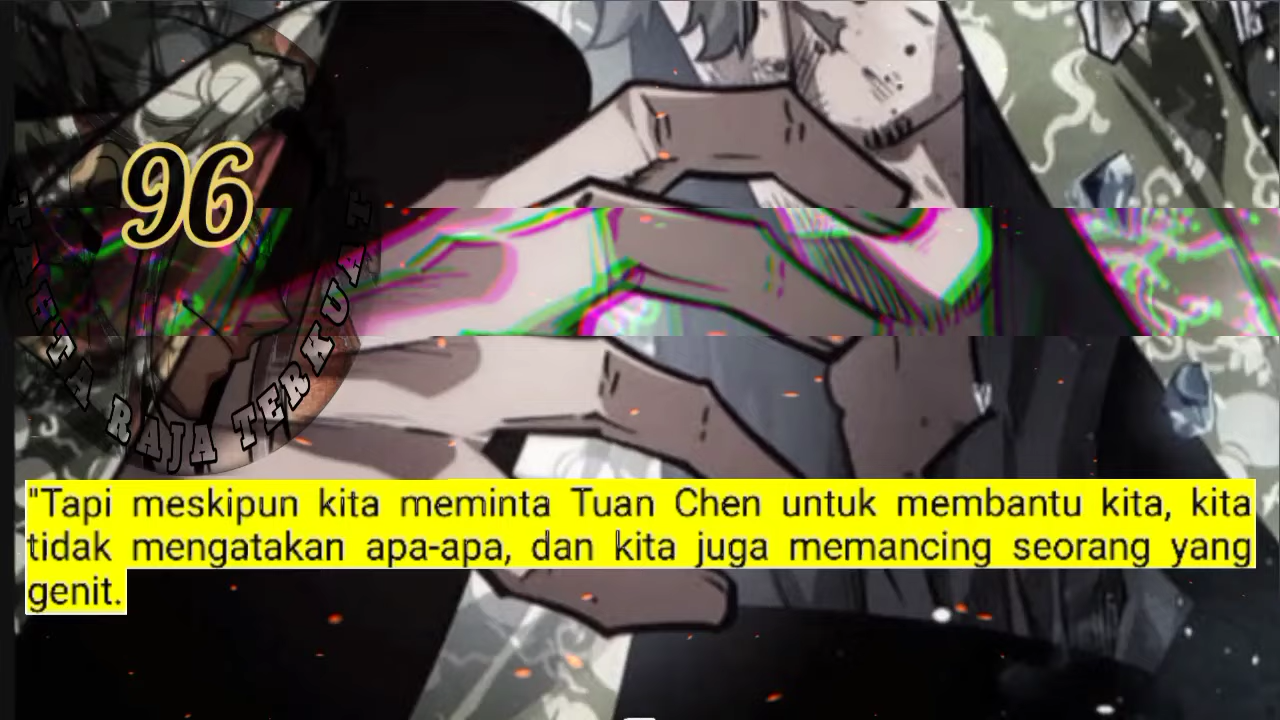 96
TAHTA RAJA TERKUAT
"Tapi meskipun kita meminta Tuan Chen untuk membantu kita, kita
tidak mengatakan apa-apa, dan kita juga memancing seorang yang
genit.